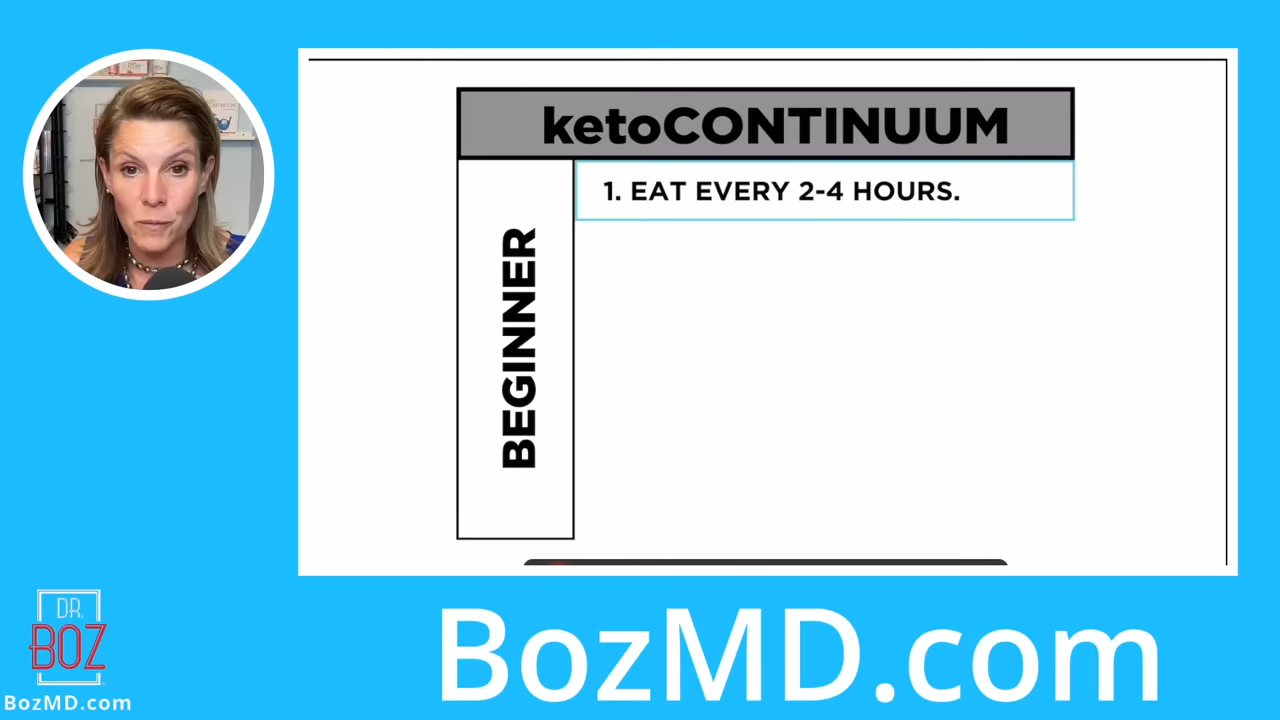 ketoCONTINUUM
1. EAT EVERY 2-4 HOURS.
BEGINNER
DR.
BOZ
BozMD.com
BozMD.com